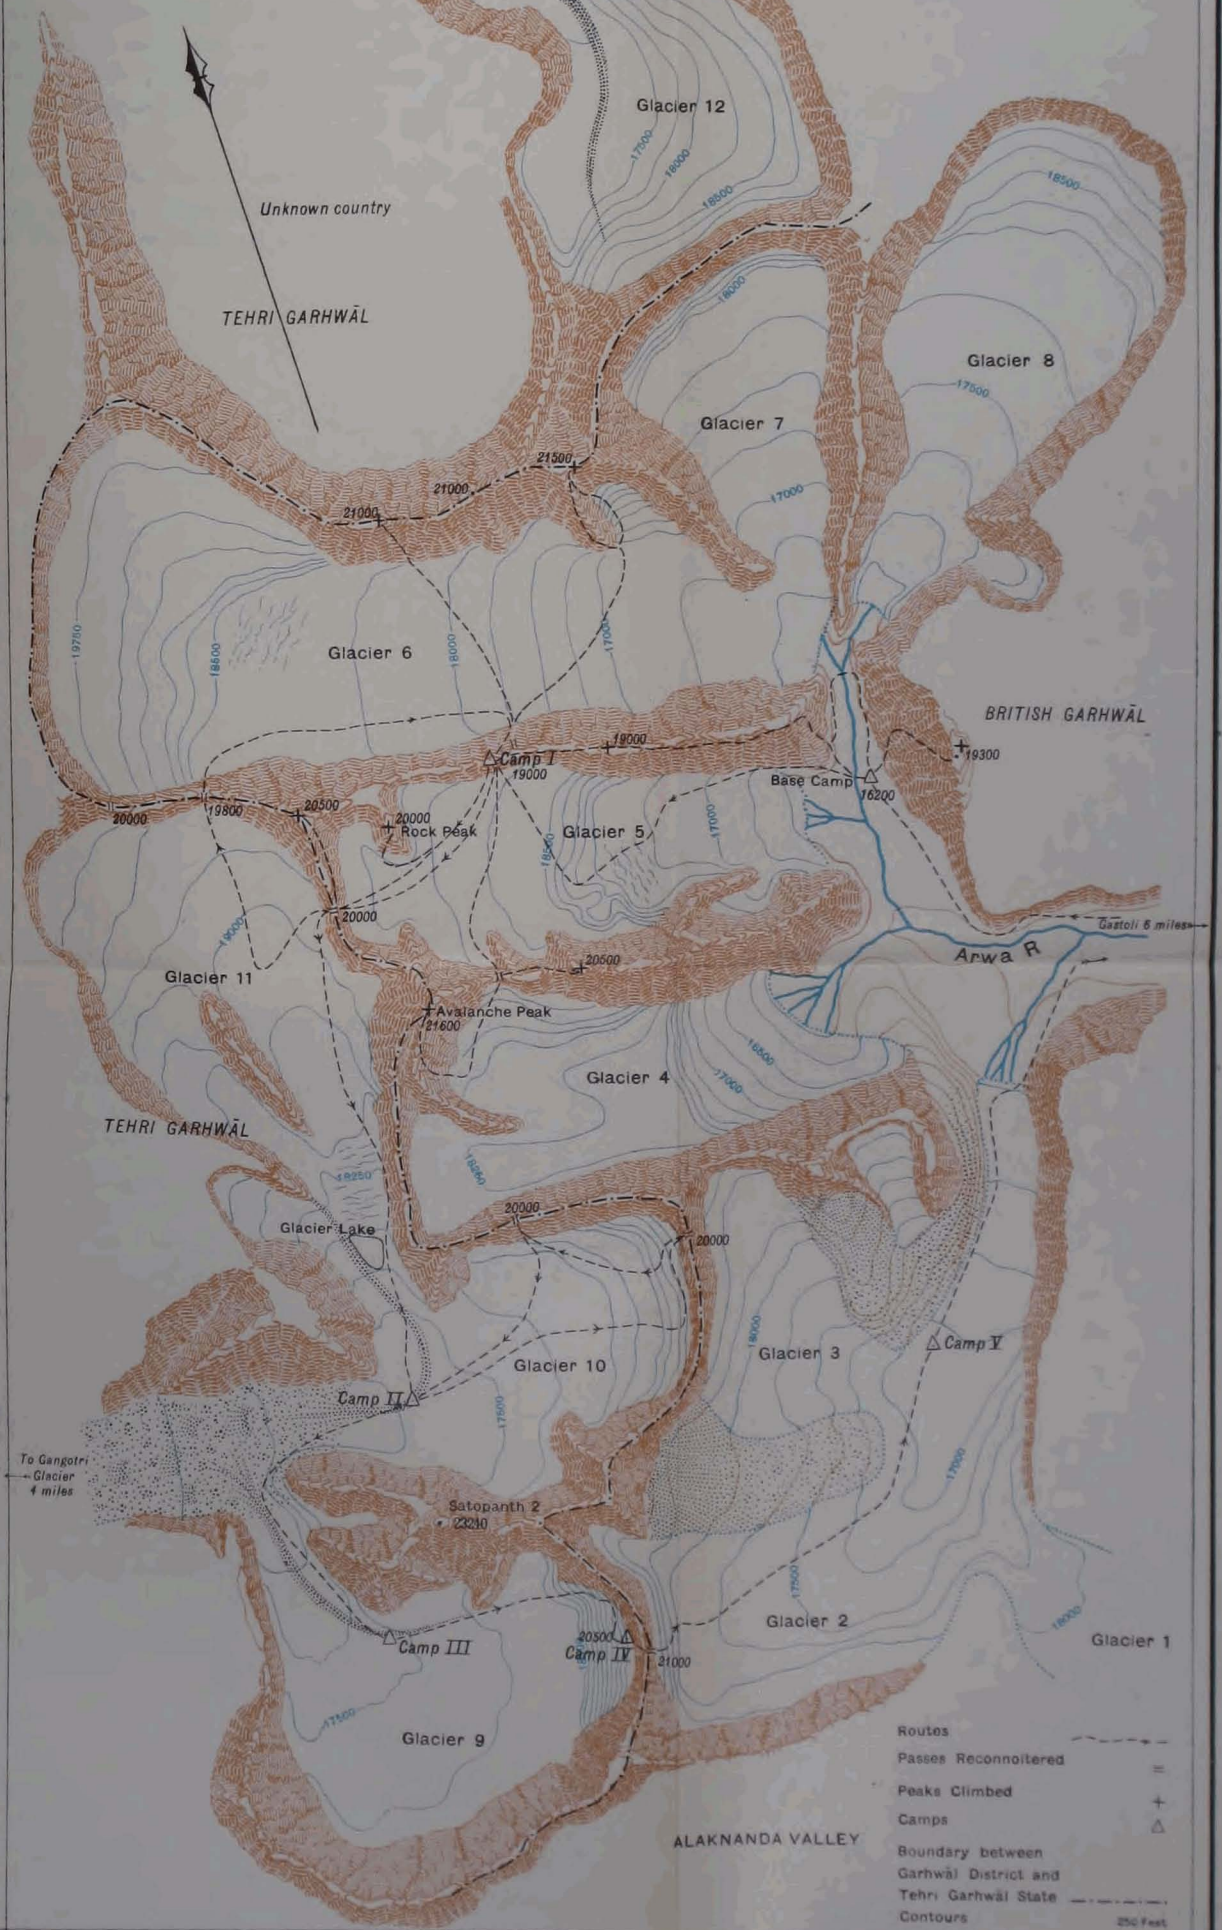 Glacier 12
17500
18000
18500
18500
Unknown country
TEHRI GARHWĀL
18000
Glacier 8
17500
Glacier 7
21500
21000
21000
17000
19750
18500
Glacier 6
18000
17000
BRITISH GARHWĀL
19000
19300
Camp I
19000
Base Camp
16200
20000
19800
20500
20000
Rock Peak
Glacier 5
17000
20000
19000
Gastoli 6 miles
Arwa R
20500
Glacier 11
Avalanche Peak
21600
16500
17000
Glacier 4
TEHRI GARHWĀL
18250
20000
Glacier Lake
20000
18000
Glacier 3
Camp V
Glacier 10
Camp II
17500
To Gangotri
Glacier
4 miles
17000
Satopanth 2
23240
17500
Glacier 2
18000
Glacier 1
20500
Camp III
Camp IV
21000
17500
Glacier 9
Routes
Passes Reconnoitered =
Peaks Climbed +
Camps
ALAKNANDA VALLEY
Boundary between
Garhwāl District and
Tehri Garhwāl State
Contours 250 Feet